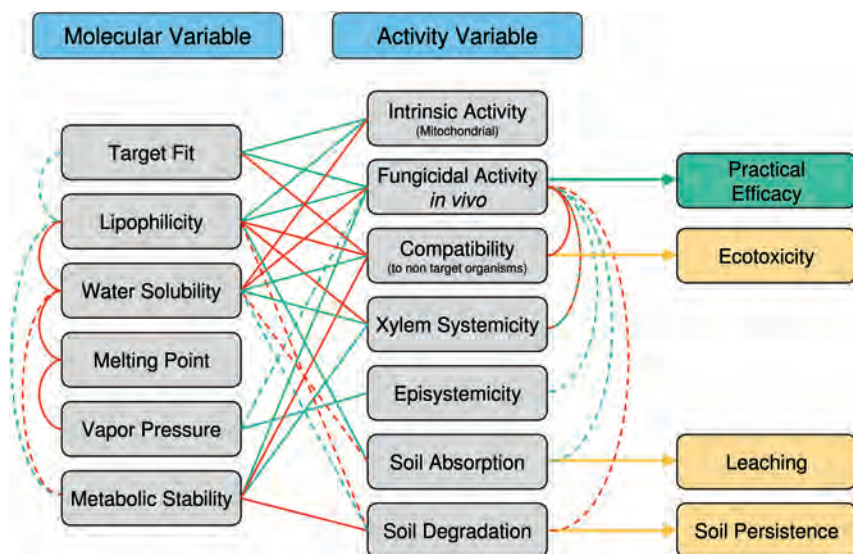 Molecular Variable
Activity Variable
Target Fit
Lipophilicity
Water Solubility
Melting Point
Vapor Pressure
Metabolic Stability
Intrinsic Activity
(Mitochondrial)
Fungicidal Activity
in vivo
Compatibility
(to non target organisms)
Xylem Systemicity
Episystemicity
Soil Absorption
Soil Degradation
Practical
Efficacy
Ecotoxicity
Leaching
Soil Persistence